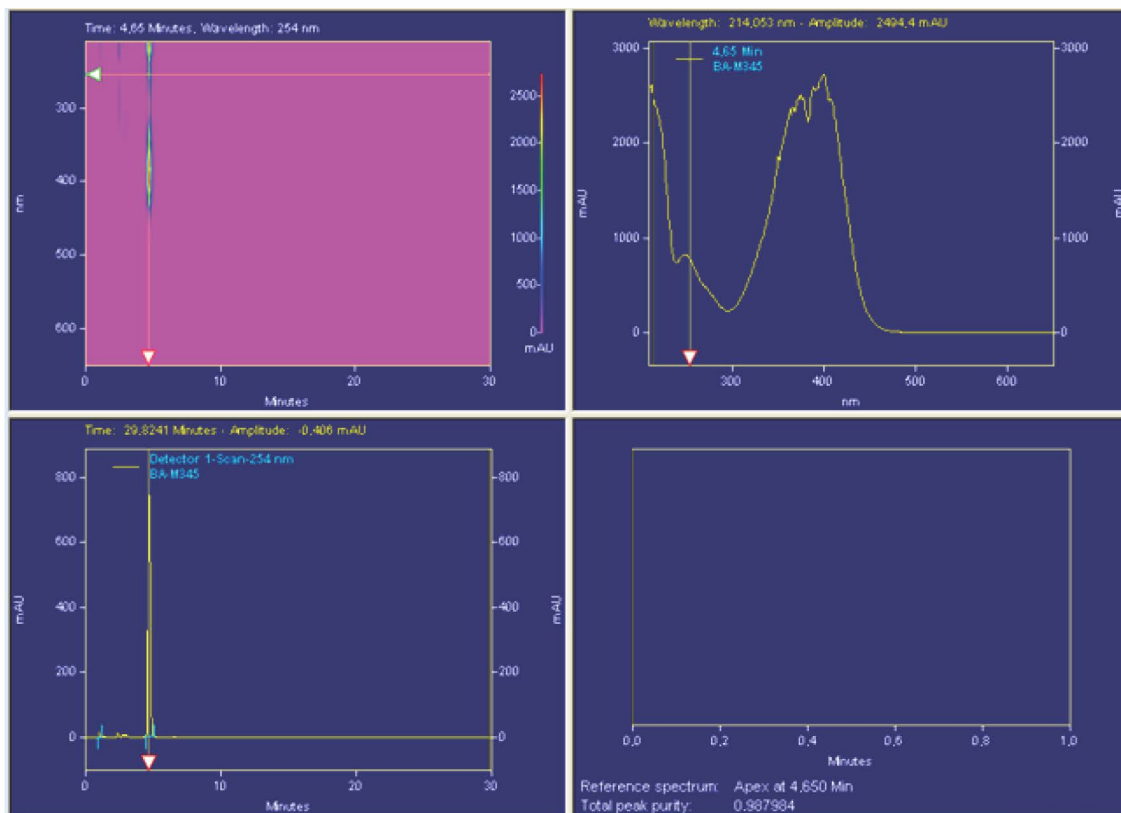 Time: 4,65 Minutes, Wavelength: 254 nm
300
400
500
600
nm
0
10
20
30
Minutes
2500
2000
1500
1000
500
0
mAU
Wavelength: 214,053 nm - Amplitude: 2494,4 mAU
4,65 Min
BA-M345
3000
2000
1000
0
mAU
3000
2000
1000
0
mAU
300
400
500
600
nm
Time: 29,8241 Minutes - Amplitude: -0,406 mAU
Detector 1-Scan-254 nm
BA-M345
800
600
400
200
0
mAU
800
600
400
200
0
mAU
0
10
20
30
Minutes
0,0
0,2
0,4
0,6
0,8
1,0
Minutes
Reference spectrum: Apex at 4,650 Min
Total peak purity: 0,987984